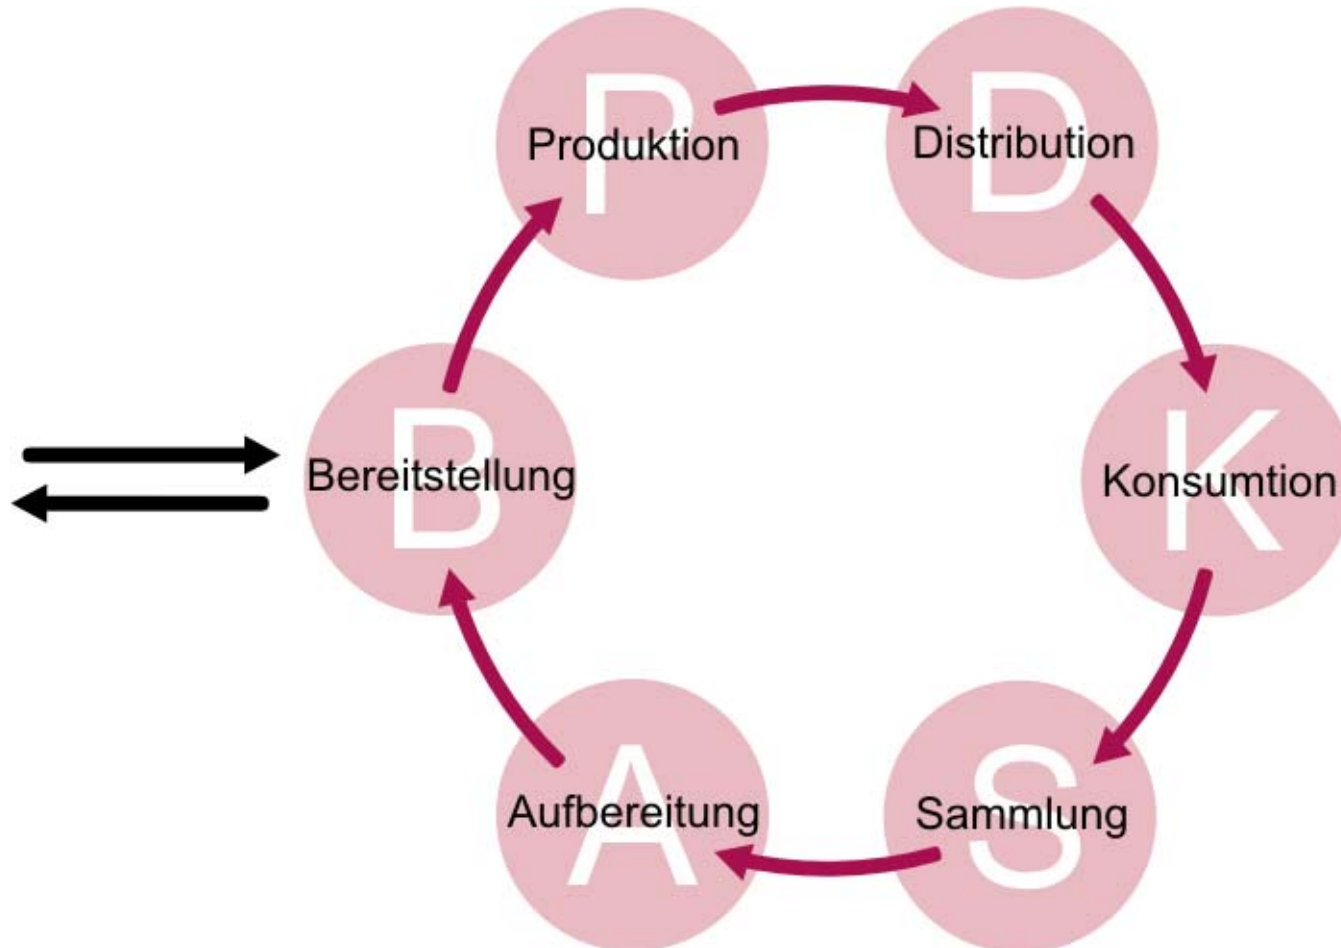 P
Produktion
D
Distribution
B
Bereitstellung
K
Konsumtion
A
Aufbereitung
S
Sammlung